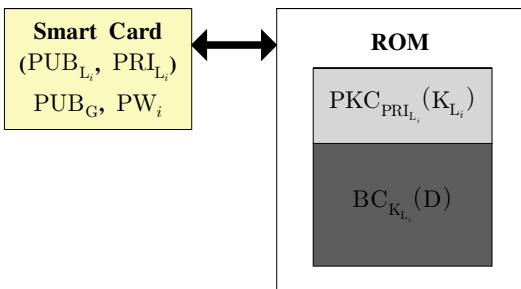 Smart Card
(PUB_{L_i}, PRI_{L_i})
PUB_G, PW_i
ROM
PKC_{PRI_{L_i}}(K_{L_i})
BC_{K_{L_i}}(D)